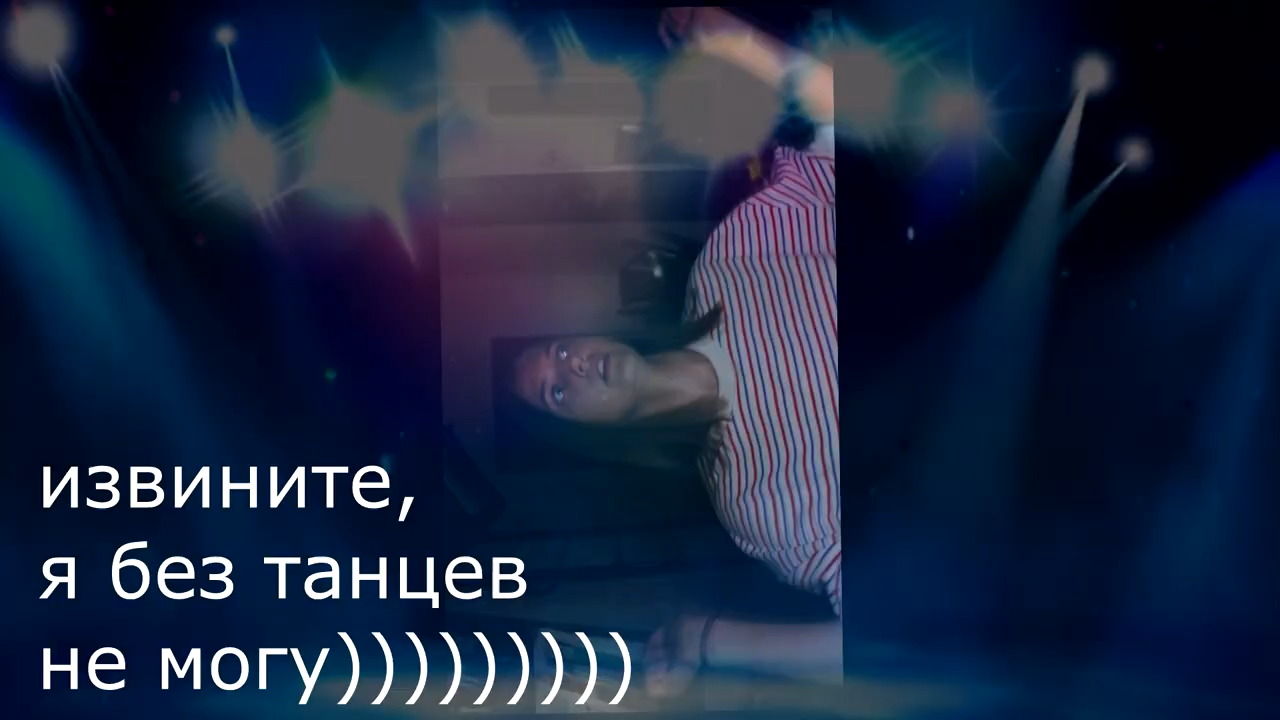 извините,
я без танцев
не могу)))))))))